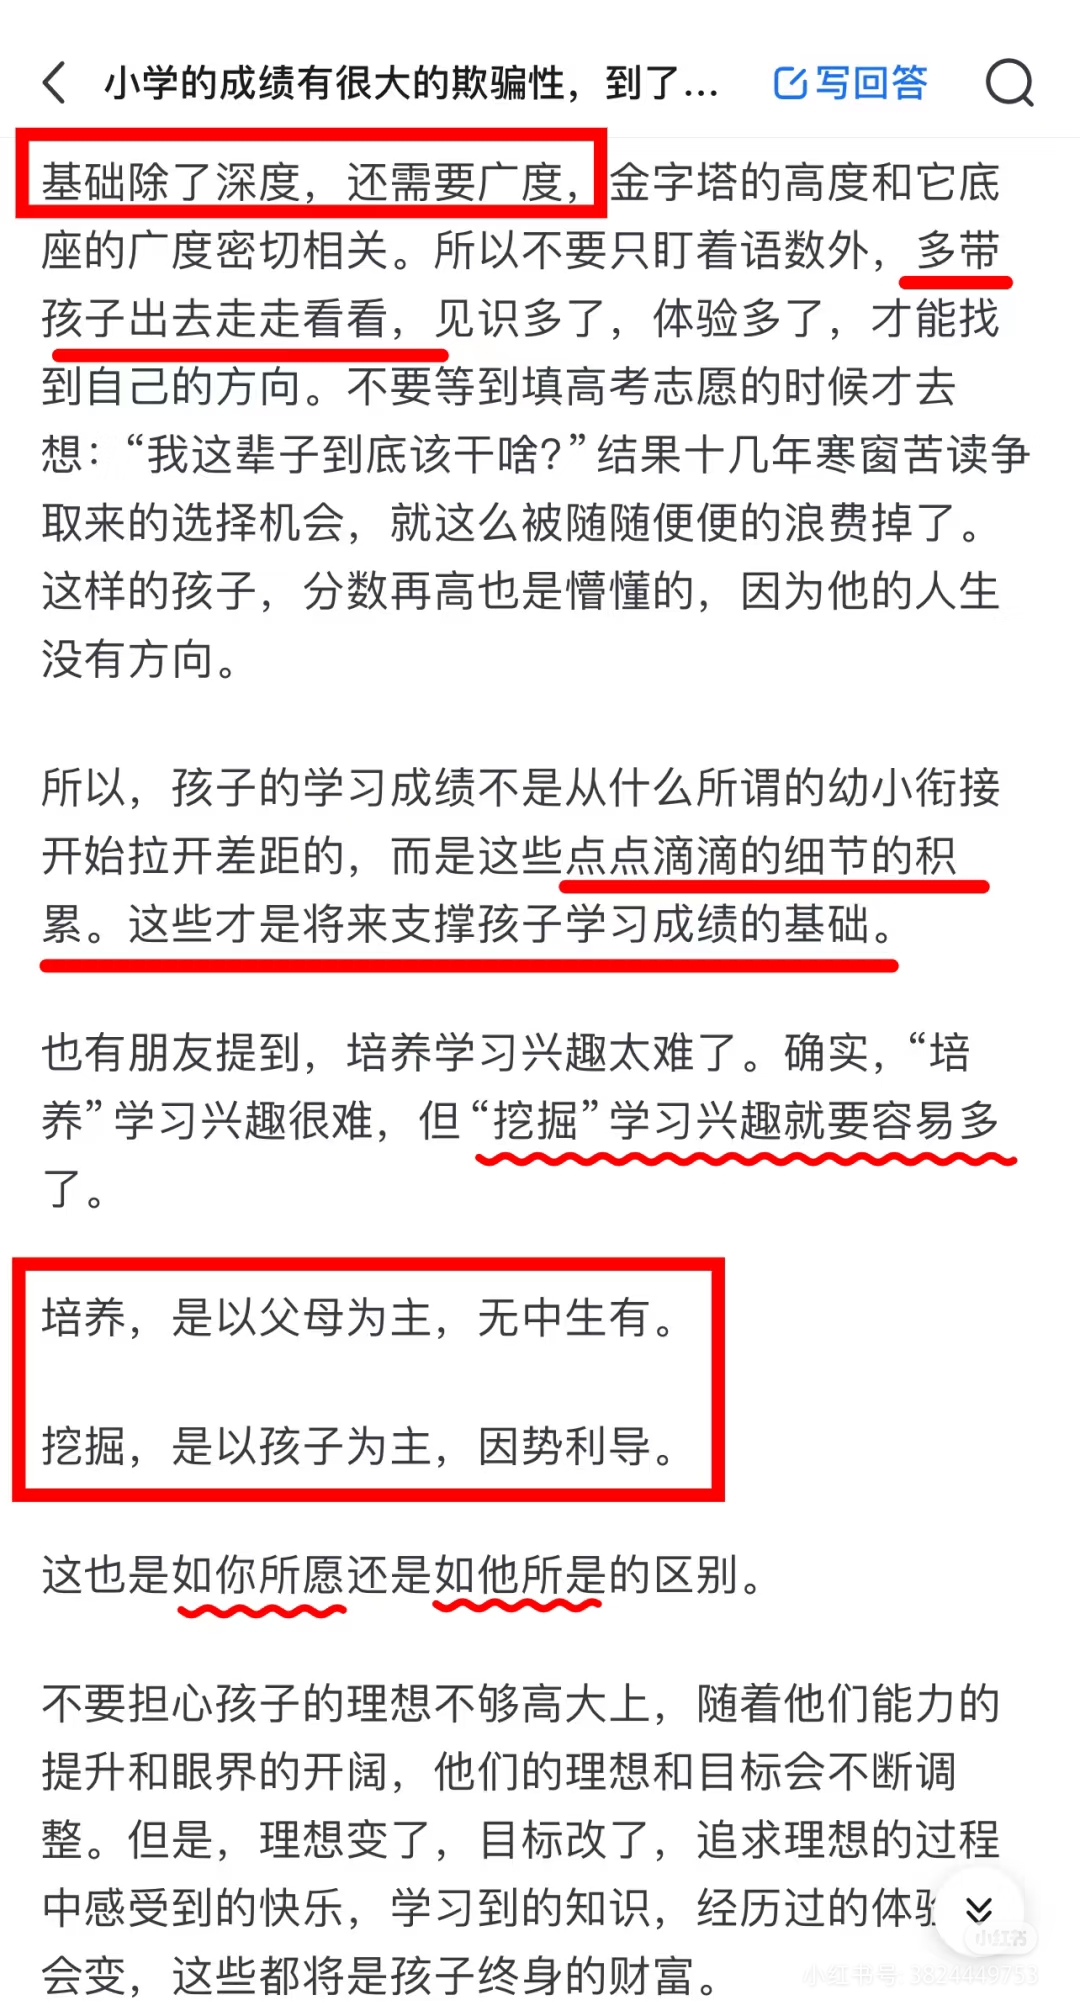 小学的成绩有很大的欺骗性，到了...
写回答
基础除了深度，还需要广度，金字塔的高度和它底
座的广度密切相关。所以不要只盯着语数外，多带
孩子出去走走看看，见识多了，体验多了，才能找
到自己的方向。不要等到填高考志愿的时候才去
想：“我这辈子到底该干啥?”结果十几年寒窗苦读争
取来的选择机会，就这么被随随便便的浪费掉了。
这样的孩子，分数再高也是懵懂的，因为他的人生
没有方向。
所以，孩子的学习成绩不是从什么所谓的幼小衔接
开始拉开差距的，而是这些点点滴滴的细节的积
累。这些才是将来支撑孩子学习成绩的基础。
也有朋友提到，培养学习兴趣太难了。确实，“培
养”学习兴趣很难，但“挖掘”学习兴趣就要容易多
了。
培养，是以父母为主，无中生有。
挖掘，是以孩子为主，因势利导。
这也是如你所愿还是如他所是的区别。
不要担心孩子的理想不够高大上，随着他们能力的
提升和眼界的开阔，他们的理想和目标会不断调
整。但是，理想变了，目标改了，追求理想的过程
中感受到的快乐，学习到的知识，经历过的体验
会变，这些都将是孩子终身的财富。
小红书
小红书号: 3824449753